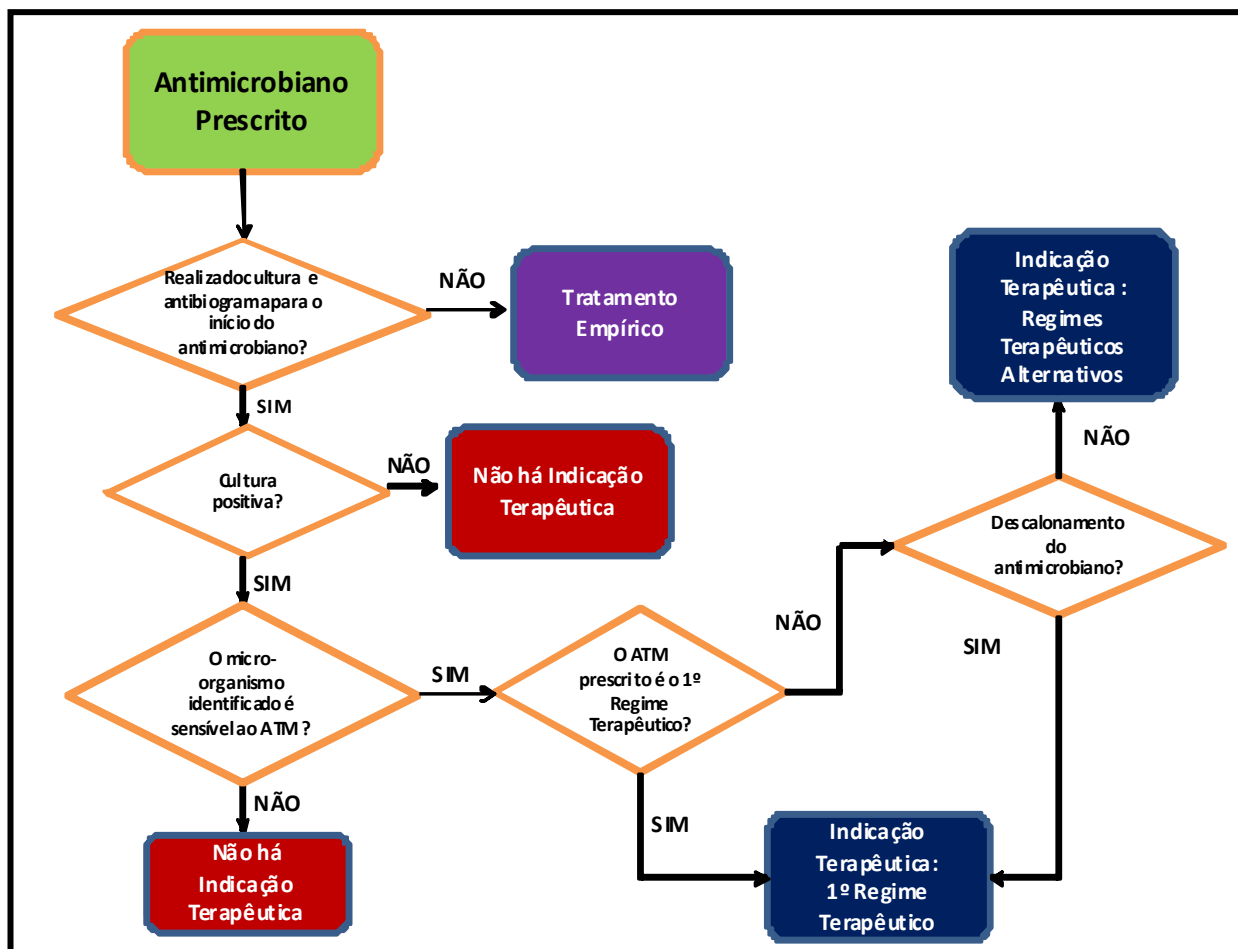 Antimicrobiano
Prescrito
Realizadocultura e
antibiogramapara o
início do
antimicrobiano?
NÃO
Tratamento
Empírico
SIM
Cultura
positiva?
NÃO
Não há Indicação
Terapêutica
SIM
O micro-
organismo
identificado é
sensível ao ATM ?
SIM
O ATM
prescrito é o 1º
Regime
Terapêutico?
NÃO
Descalonamento
do
antimicrobiano?
NÃO
Indicação
Terapêutica :
Regimes
Terapêuticos
Alternativos
SIM
SIM
Indicação
Terapêutica:
1º Regime
Terapêutico
NÃO
Não há
Indicação
Terapêutica